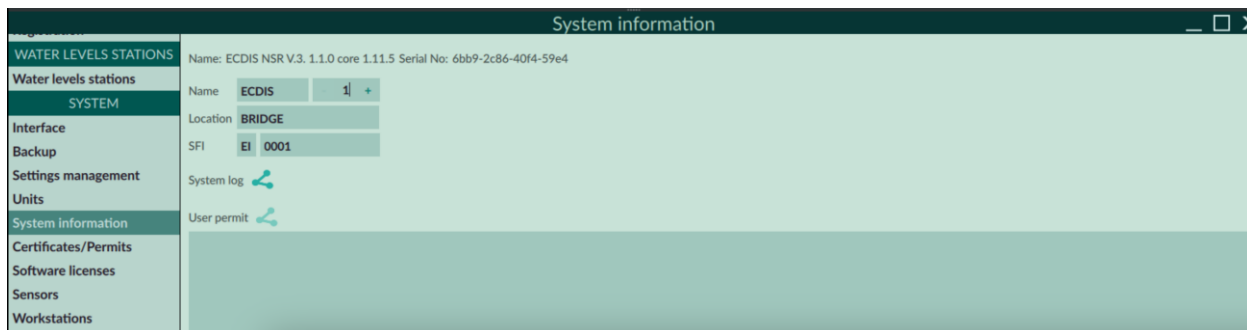 System information
Registration
WATER LEVELS STATIONS
Water levels stations
SYSTEM
Interface
Backup
Settings management
Units
System information
Certificates/Permits
Software licenses
Sensors
Workstations
Name: ECDIS NSR V.3. 1.1.0 core 1.11.5 Serial No: 6bb9-2c86-40f4-59e4
Name ECDIS - 1 +
Location BRIDGE
SFI EI 0001
System log
User permit